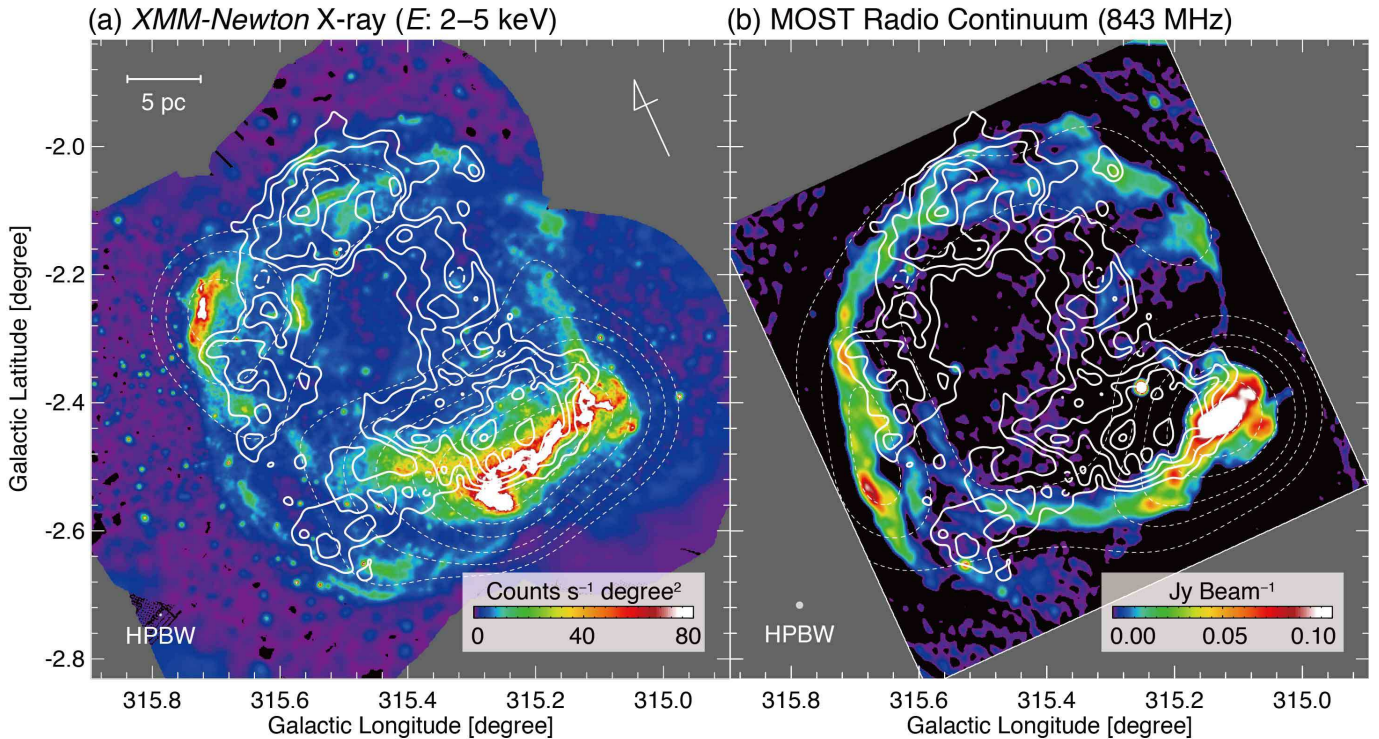 (a) XMM-Newton X-ray (E: 2–5 keV)
(b) MOST Radio Continuum (843 MHz)
5 pc
-2.0
-2.2
-2.4
-2.6
-2.8
Galactic Latitude [degree]
Counts s⁻¹ degree²
0 40 80
HPBW
Jy Beam⁻¹
0.00 0.05 0.10
HPBW
315.8 315.6 315.4 315.2 315.0
Galactic Longitude [degree]
315.8 315.6 315.4 315.2 315.0
Galactic Longitude [degree]